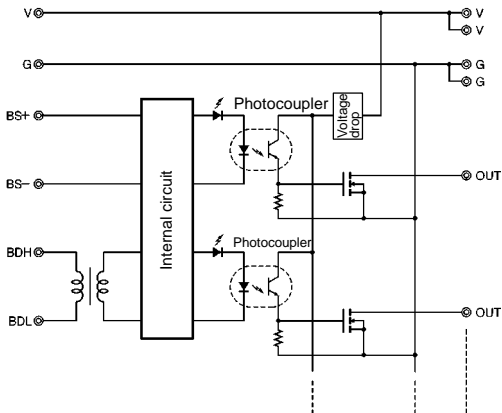 V
V
V
G
G
G
BS+
Photocoupler
Voltage drop
BS−
Internal circuit
OUT
BDH
Photocoupler
BDL
OUT